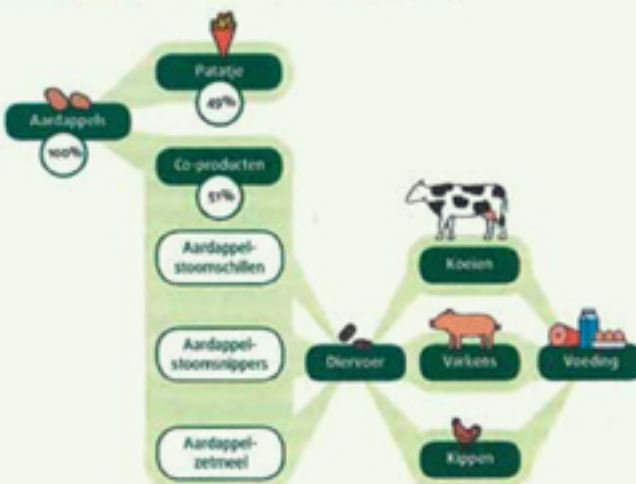 Patatje
49%
Aardappels
100%
Co-producten
51%
Aardappel-
stoomschillen
Aardappel-
stoomsnippers
Aardappel-
zetmeel
Diervoer
Koeien
Varkens
Kippen
Voeding